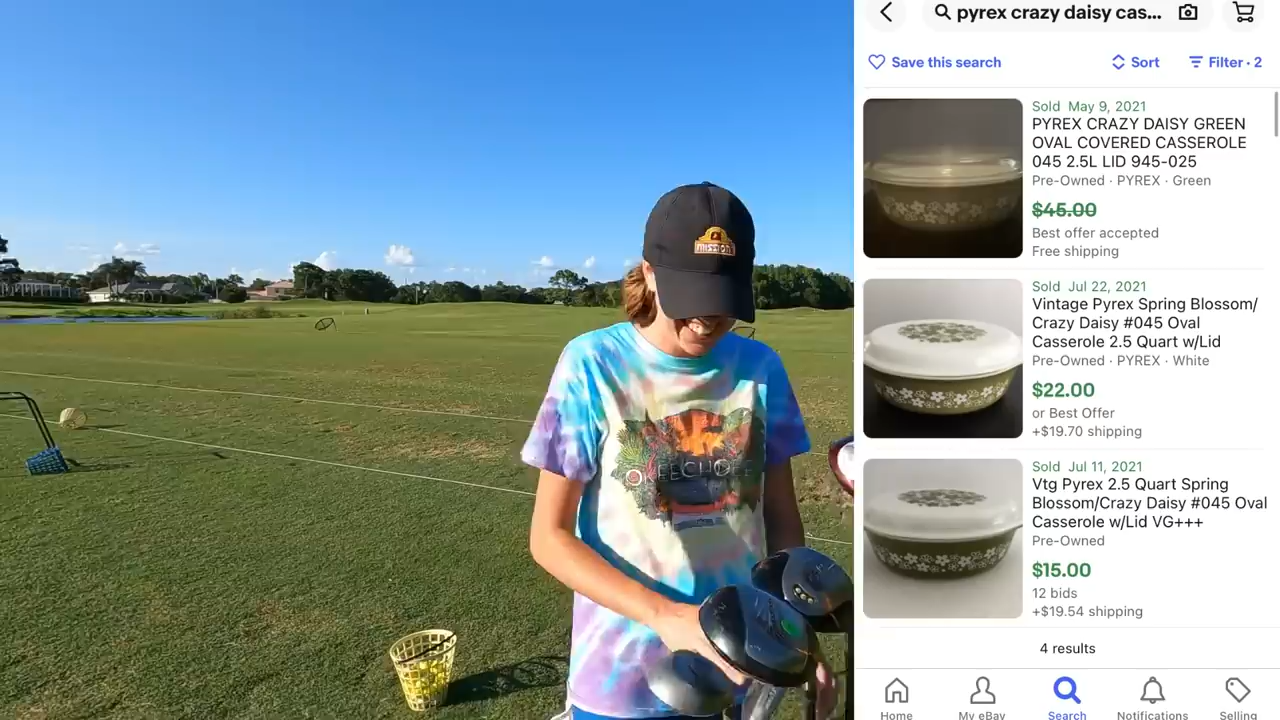 mission
OKEECHOBEE
pyrex crazy daisy cas...
Save this search
Sort
Filter • 2
Sold May 9, 2021
PYREX CRAZY DAISY GREEN
OVAL COVERED CASSEROLE
045 2.5L LID 945-025
Pre-Owned · PYREX · Green
$45.00
Best offer accepted
Free shipping
Sold Jul 22, 2021
Vintage Pyrex Spring Blossom/
Crazy Daisy #045 Oval
Casserole 2.5 Quart w/Lid
Pre-Owned · PYREX · White
$22.00
or Best Offer
+$19.70 shipping
Sold Jul 11, 2021
Vtg Pyrex 2.5 Quart Spring
Blossom/Crazy Daisy #045 Oval
Casserole w/Lid VG+++
Pre-Owned
$15.00
12 bids
+$19.54 shipping
4 results
Home
My eBay
Search
Notifications
Selling